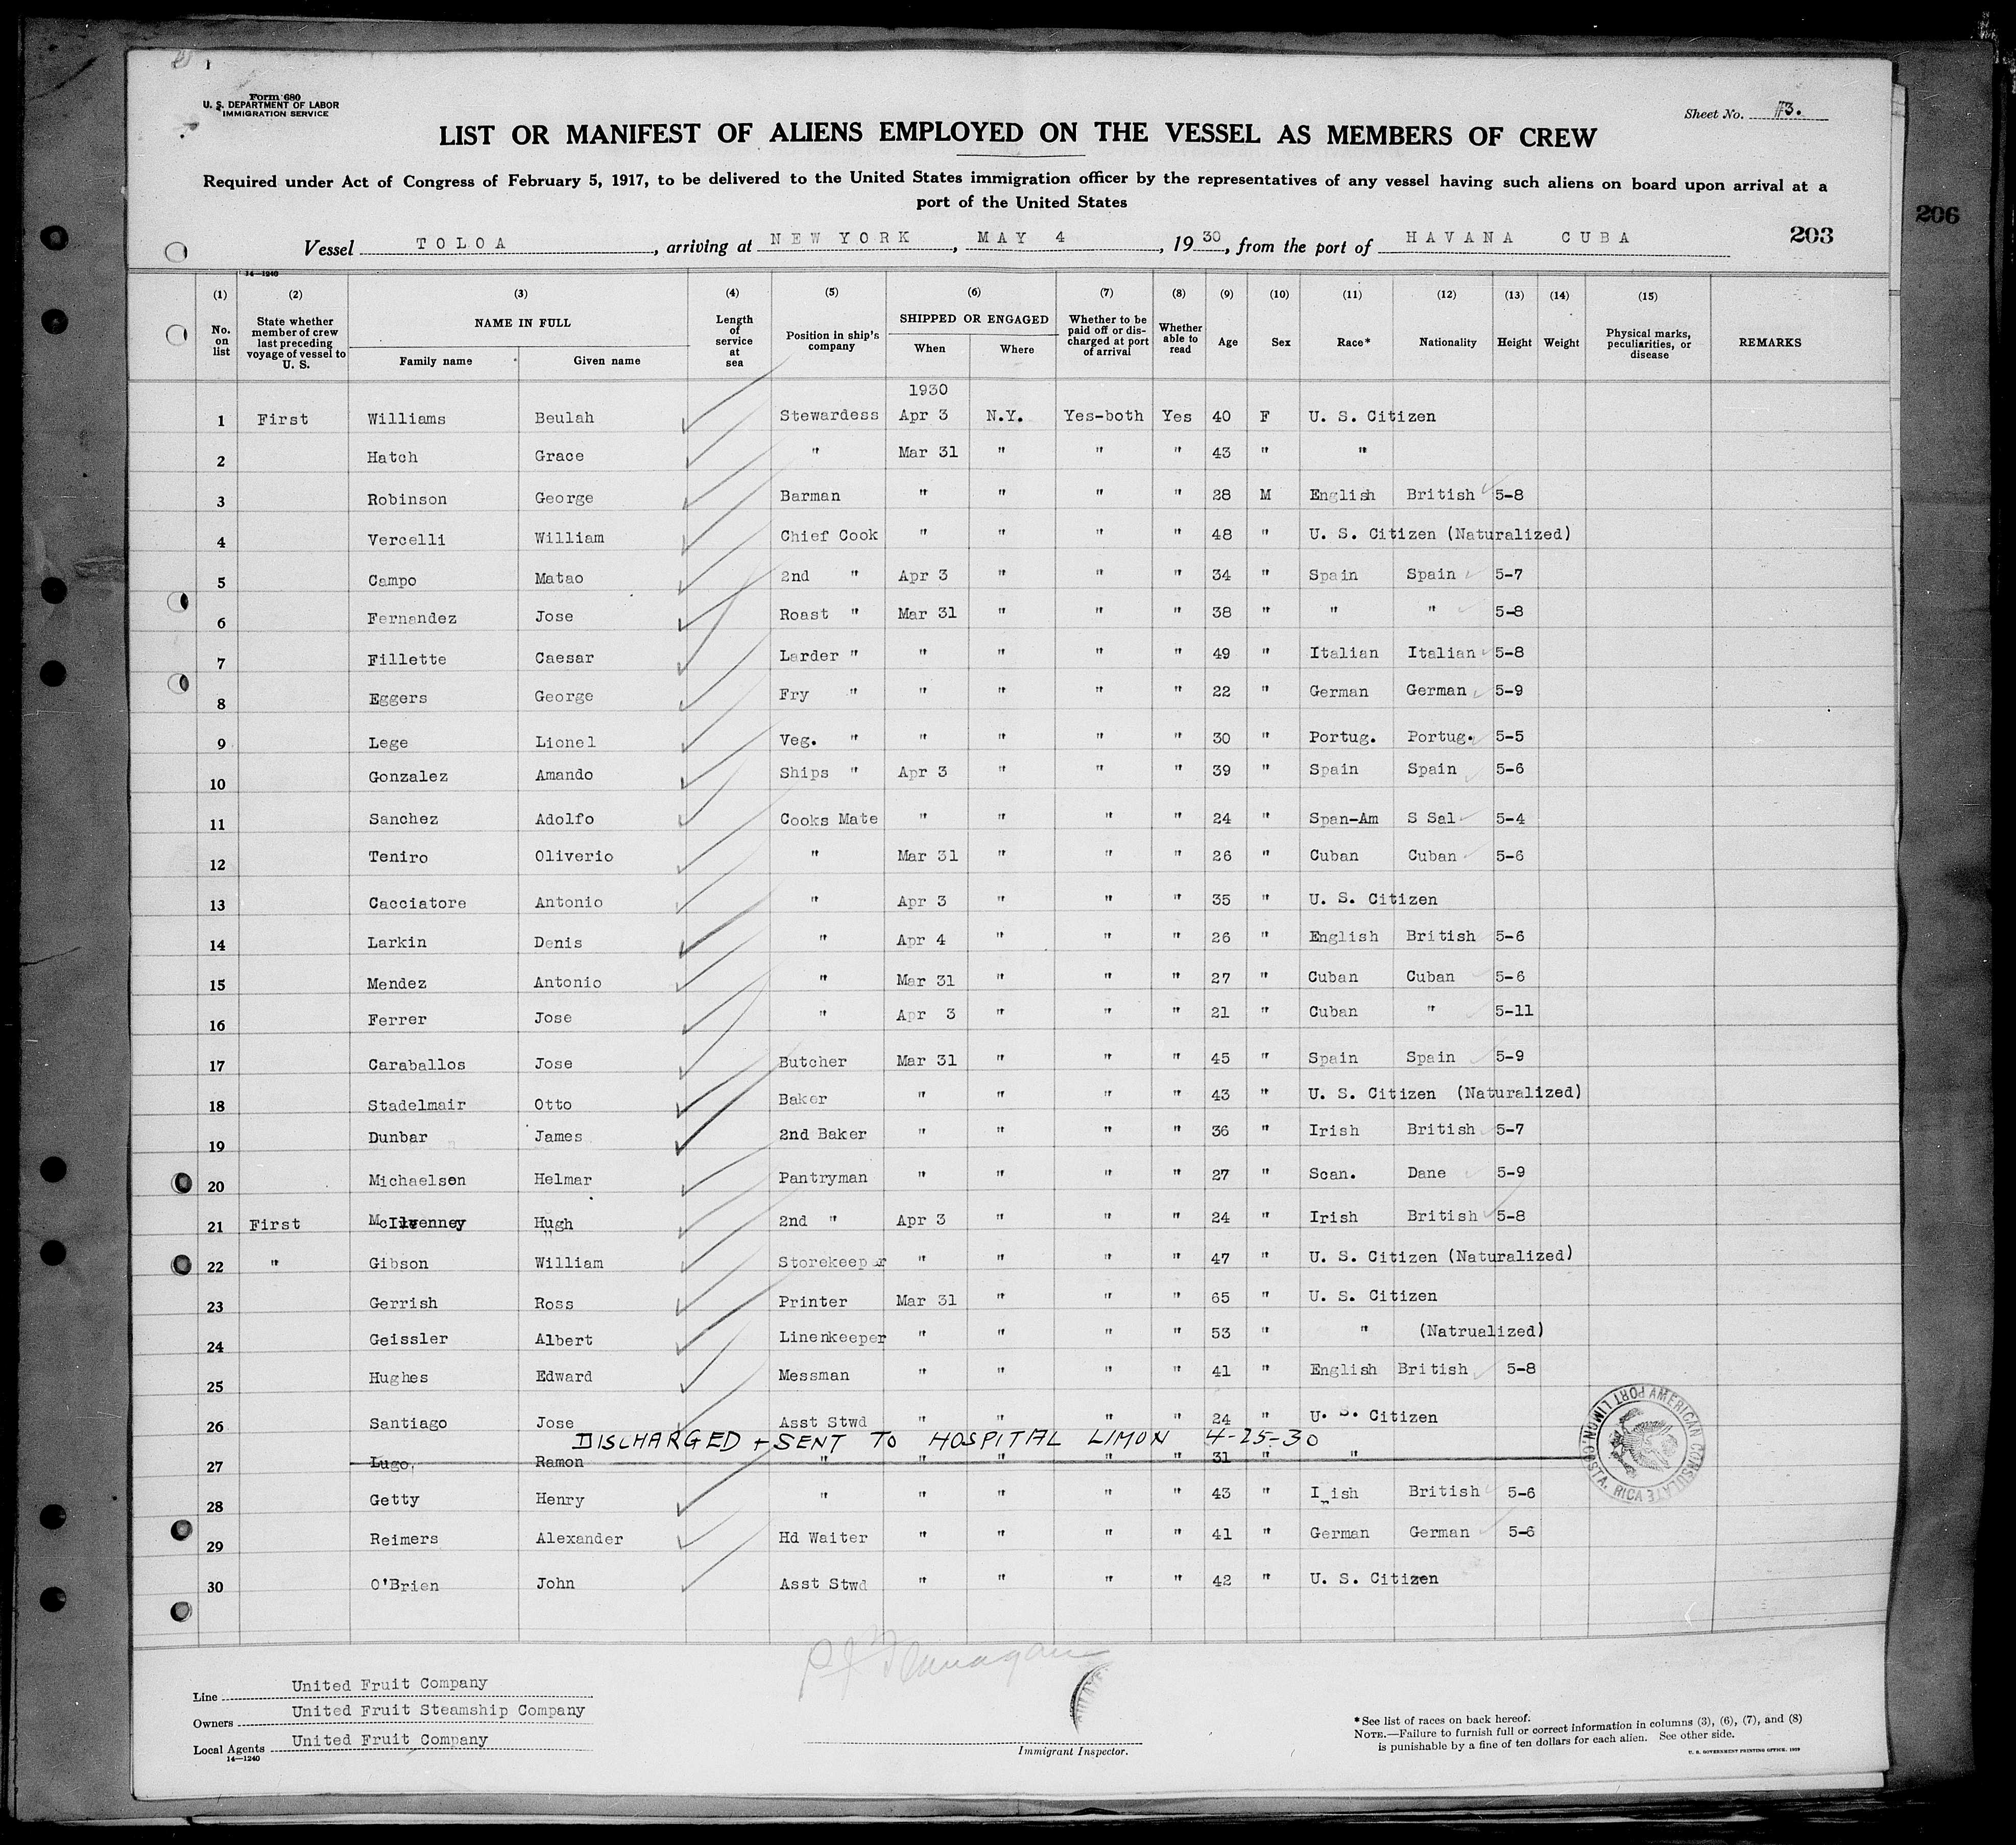 Form 680
U. S. DEPARTMENT OF LABOR
IMMIGRATION SERVICE
Sheet No. #3.
LIST OR MANIFEST OF ALIENS EMPLOYED ON THE VESSEL AS MEMBERS OF CREW
Required under Act of Congress of February 5, 1917, to be delivered to the United States immigration officer by the representatives of any vessel having such aliens on board upon arrival at a
port of the United States
206
Vessel TOLOA, arriving at NEW YORK, MAY 4, 1930, from the port of HAVANA CUBA 203
14—1240
(1) (2) (3) (4) (5) (6) (7) (8) (9) (10) (11) (12) (13) (14) (15)
No. on list State whether member of crew last preceding voyage of vessel to U. S. NAME IN FULL Family name Given name Length of service at sea Position in ship's company SHIPPED OR ENGAGED When Where Whether to be paid off or discharged at port of arrival Whether able to read Age Sex Race* Nationality Height Weight Physical marks, peculiarities, or disease REMARKS
1930
1 First Williams Beulah Stewardess Apr 3 N.Y. Yes-both Yes 40 F U. S. Citizen
2 Hatch Grace " Mar 31 " " " 43 " "
3 Robinson George Barman " " " " 28 M English British 5-8
4 Vercelli William Chief Cook " " " " 48 " U. S. Citizen (Naturalized)
5 Campo Matao 2nd " Apr 3 " " " 34 " Spain Spain 5-7
6 Fernandez Jose Roast " Mar 31 " " " 38 " " " 5-8
7 Fillette Caesar Larder " " " " " 49 " Italian Italian 5-8
8 Eggers George Fry " " " " " 22 " German German 5-9
9 Lege Lionel Veg. " " " " " 30 " Portug. Portug. 5-5
10 Gonzalez Amando Ships " Apr 3 " " " 39 " Spain Spain 5-6
11 Sanchez Adolfo Cooks Mate " " " " 24 " Span-Am S Sal 5-4
12 Teniro Oliverio " Mar 31 " " " 26 " Cuban Cuban 5-6
13 Cacciatore Antonio " Apr 3 " " " 35 " U. S. Citizen
14 Larkin Denis " Apr 4 " " " 26 " English British 5-6
15 Mendez Antonio " Mar 31 " " " 27 " Cuban Cuban 5-6
16 Ferrer Jose " Apr 3 " " " 21 " Cuban " 5-11
17 Caraballos Jose Butcher Mar 31 " " " 45 " Spain Spain 5-9
18 Stadelmair Otto Baker " " " " 43 " U. S. Citizen (Naturalized)
19 Dunbar James 2nd Baker " " " " 36 " Irish British 5-7
20 Michaelsen Helmar Pantryman " " " " 27 " Scan. Dane 5-9
21 First McIlvenney Hugh 2nd " Apr 3 " " " 24 " Irish British 5-8
22 " Gibson William Storekeeper " " " " 47 " U. S. Citizen (Naturalized)
23 Gerrish Ross Printer Mar 31 " " " 65 " U. S. Citizen
24 Geissler Albert Linenkeeper " " " " 53 " " (Natrualized)
25 Hughes Edward Messman " " " " 41 " English British 5-8
26 Santiago Jose Asst Stwd " " " " 24 " U. S. Citizen
DISCHARGED + SENT TO HOSPITAL LIMON 4-25-30
27 Lugo, Ramon " " " " " 31 " "
28 Getty Henry " " " " " 43 " I ish British 5-6
29 Reimers Alexander Hd Waiter " " " " 41 " German German 5-6
30 O'Brien John Asst Stwd " " " " 42 " U. S. Citizen
AMERICAN CONSULATE PORT LIMON COSTA RICA
Line United Fruit Company
Owners United Fruit Steamship Company
Local Agents United Fruit Company
14—1240
Immigrant Inspector.
*See list of races on back hereof.
NOTE.—Failure to furnish full or correct information in columns (3), (6), (7), and (8)
is punishable by a fine of ten dollars for each alien. See other side.
U. S. GOVERNMENT PRINTING OFFICE. 1929